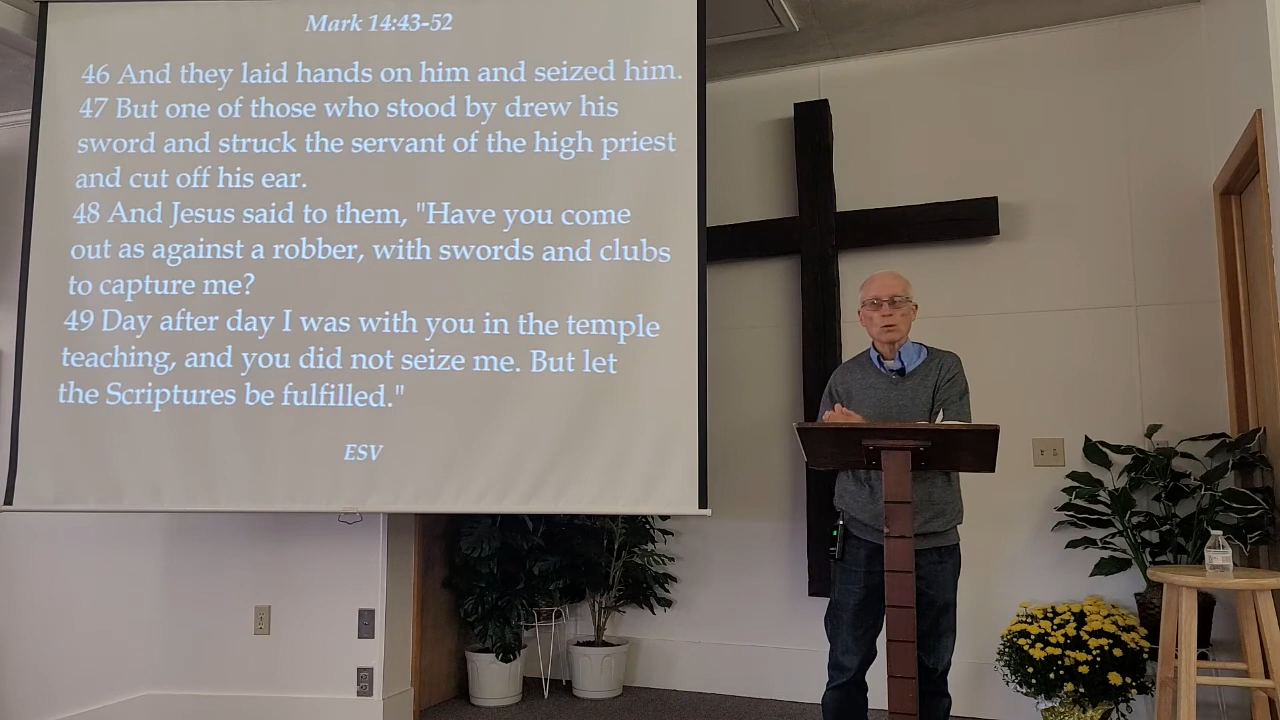 Mark 14:43-52
46 And they laid hands on him and seized him.
47 But one of those who stood by drew his
sword and struck the servant of the high priest
and cut off his ear.
48 And Jesus said to them, "Have you come
out as against a robber, with swords and clubs
to capture me?
49 Day after day I was with you in the temple
teaching, and you did not seize me. But let
the Scriptures be fulfilled."
ESV